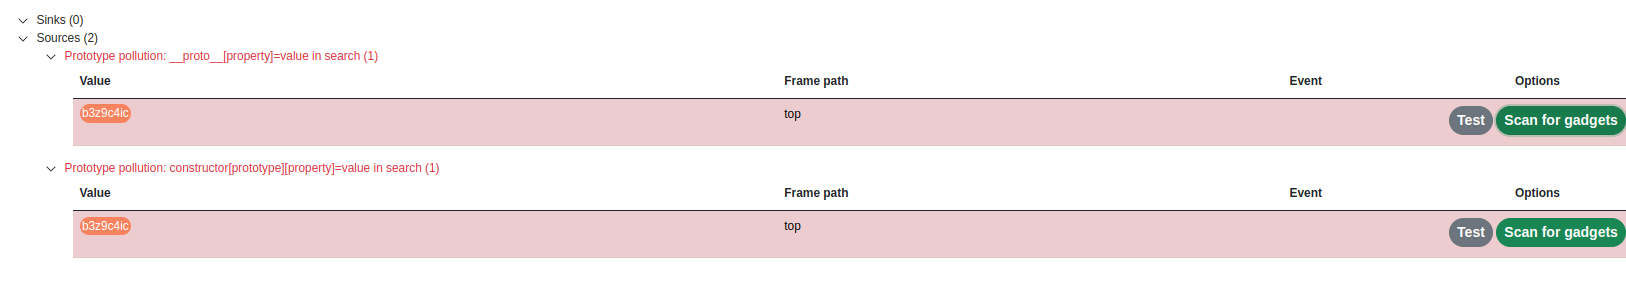 Sinks (0)
Sources (2)
Prototype pollution: __proto__[property]=value in search (1)
Value Frame path Event Options
b3z9c4ic top Test Scan for gadgets
Prototype pollution: constructor[prototype][property]=value in search (1)
Value Frame path Event Options
b3z9c4ic top Test Scan for gadgets